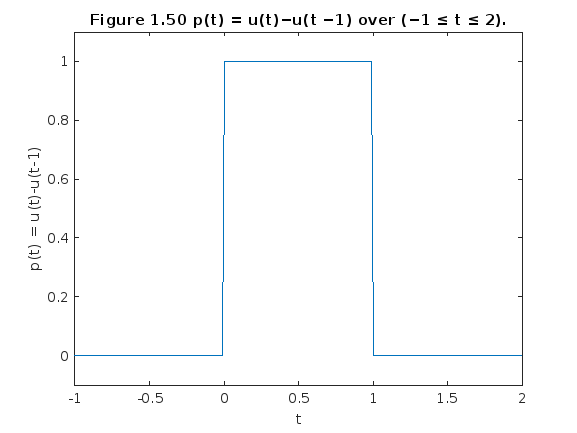 Figure 1.50 p(t) = u(t)−u(t −1) over (−1 ≤ t ≤ 2).
p(t) = u(t)-u(t-1)
1
0.8
0.6
0.4
0.2
0
-1 -0.5 0 0.5 1 1.5 2
t